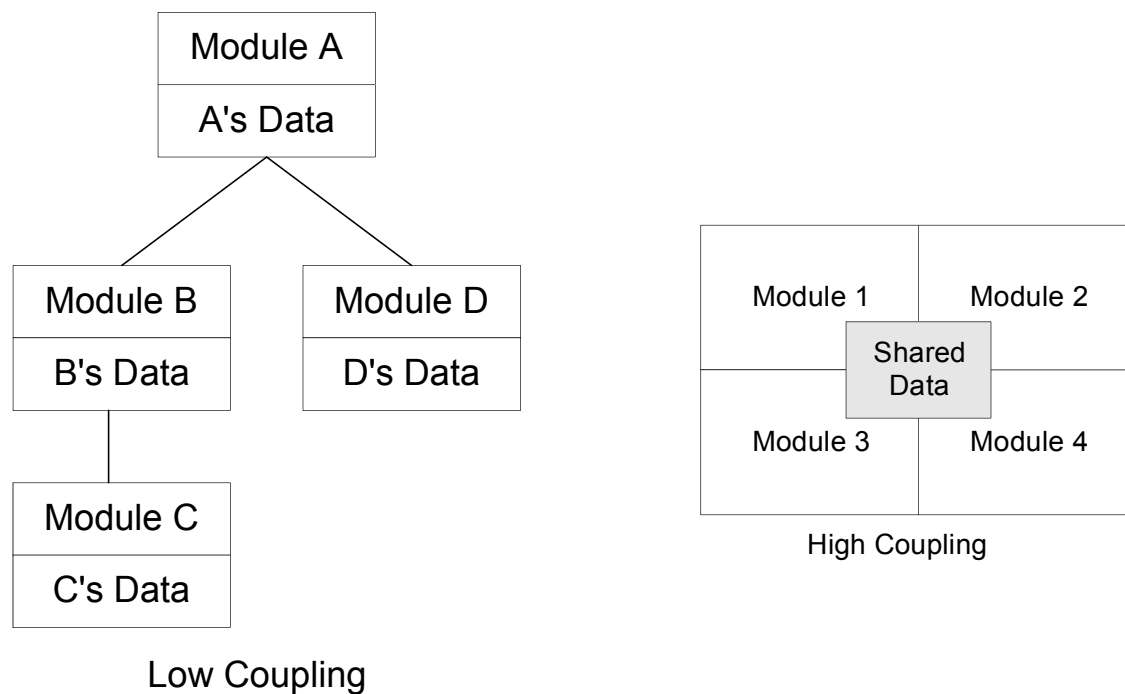 Module A
A's Data
Module B
B's Data
Module D
D's Data
Module C
C's Data
Low Coupling
Module 1
Module 2
Shared
Data
Module 3
Module 4
High Coupling